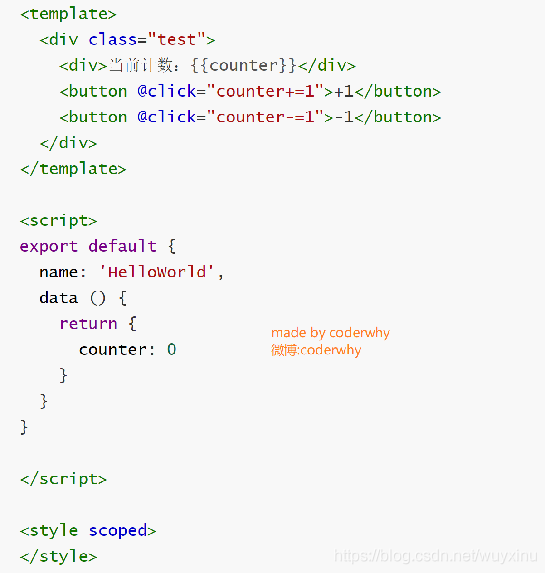 <template>
  <div class="test">
    <div>当前计数：{{counter}}</div>
    <button @click="counter+=1">+1</button>
    <button @click="counter-=1">-1</button>
  </div>
</template>

<script>
export default {
  name: 'HelloWorld',
  data () {
    return {
      counter: 0
    }
  }
}
made by coderwhy
微博:coderwhy

</script>

<style scoped>
</style>
https://blog.csdn.net/wuyxinu